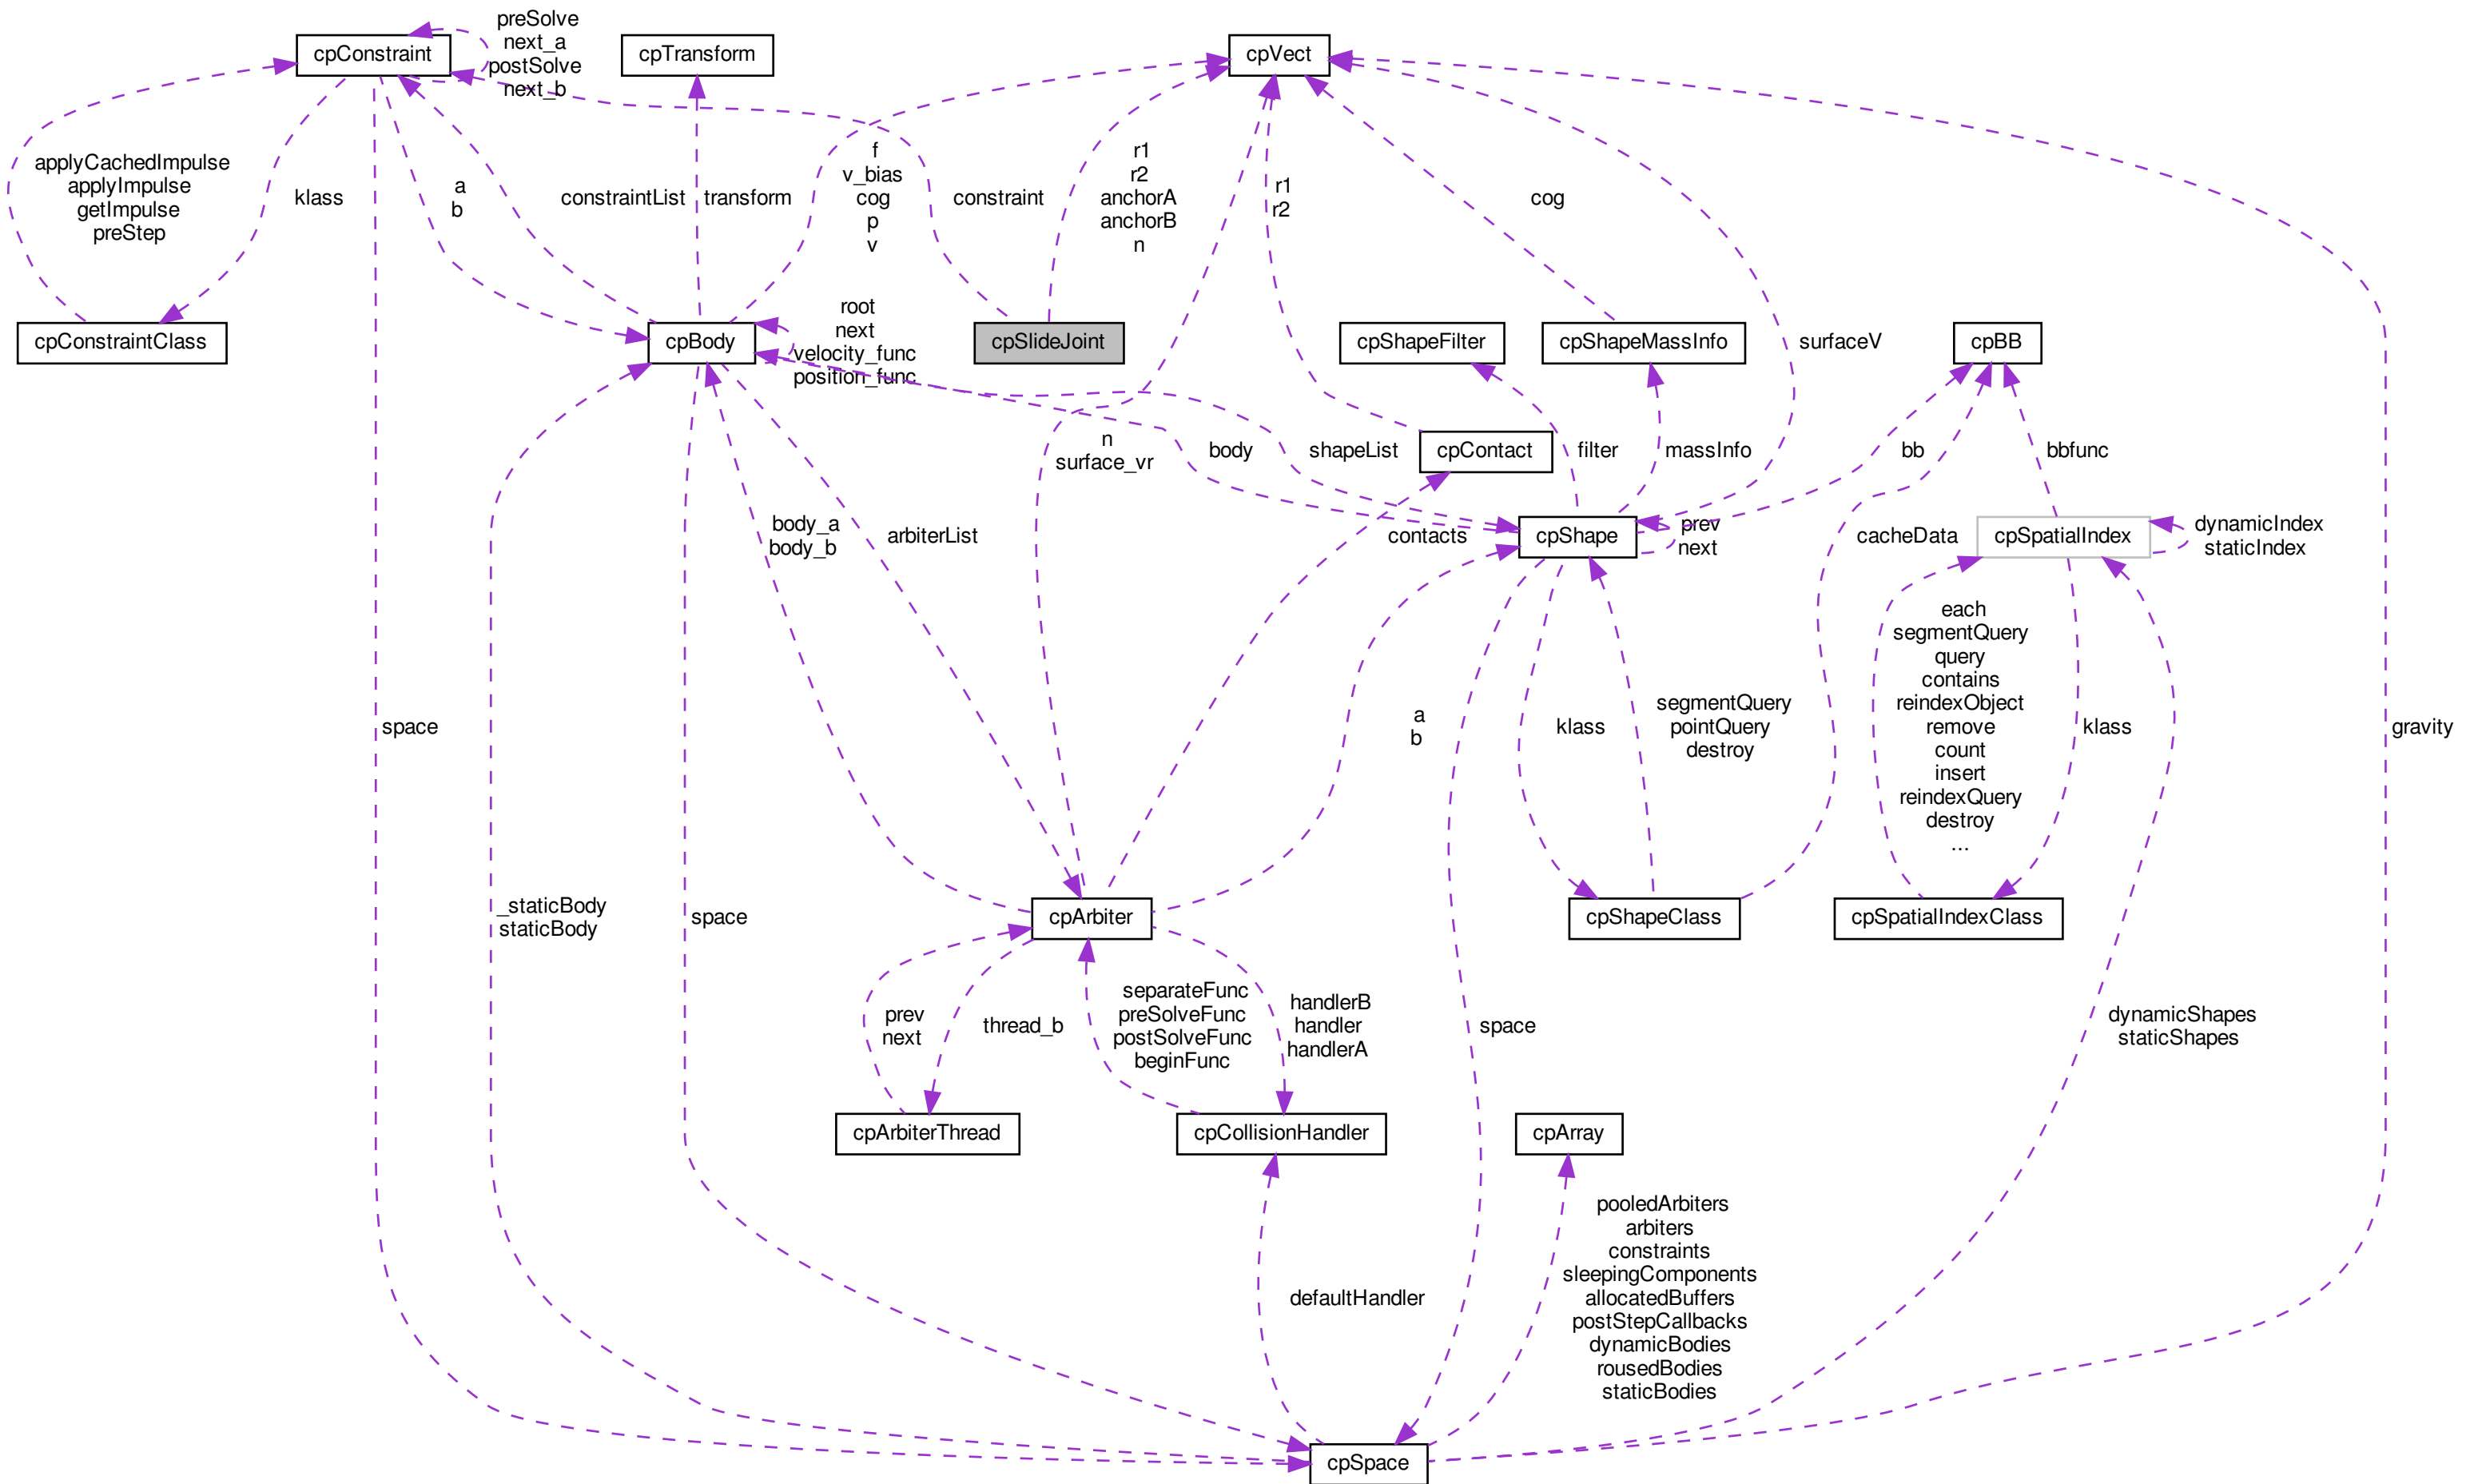 preSolve
next_a
postSolve
next_b
cpConstraint
cpTransform
cpVect
applyCachedImpulse
applyImpulse
getImpulse
preStep
klass
a
b
constraintList
transform
f
v_bias
cog
p
v
constraint
r1
r2
anchorA
anchorB
n
r1
r2
cog
surfaceV
cpConstraintClass
cpBody
root
next
velocity_func
position_func
cpSlideJoint
cpShapeFilter
cpShapeMassInfo
cpBB
n
surface_vr
body
shapeList
cpContact
filter
massInfo
bb
bbfunc
body_a
body_b
arbiterList
contacts
cpShape
prev
next
cacheData
cpSpatialIndex
dynamicIndex
staticIndex
space
a
b
klass
segmentQuery
pointQuery
destroy
each
segmentQuery
query
contains
reindexObject
remove
count
insert
reindexQuery
destroy
...
klass
gravity
_staticBody
staticBody
space
cpArbiter
cpShapeClass
cpSpatialIndexClass
prev
next
thread_b
separateFunc
preSolveFunc
postSolveFunc
beginFunc
handlerB
handler
handlerA
space
dynamicShapes
staticShapes
cpArbiterThread
cpCollisionHandler
cpArray
defaultHandler
pooledArbiters
arbiters
constraints
sleepingComponents
allocatedBuffers
postStepCallbacks
dynamicBodies
rousedBodies
staticBodies
cpSpace